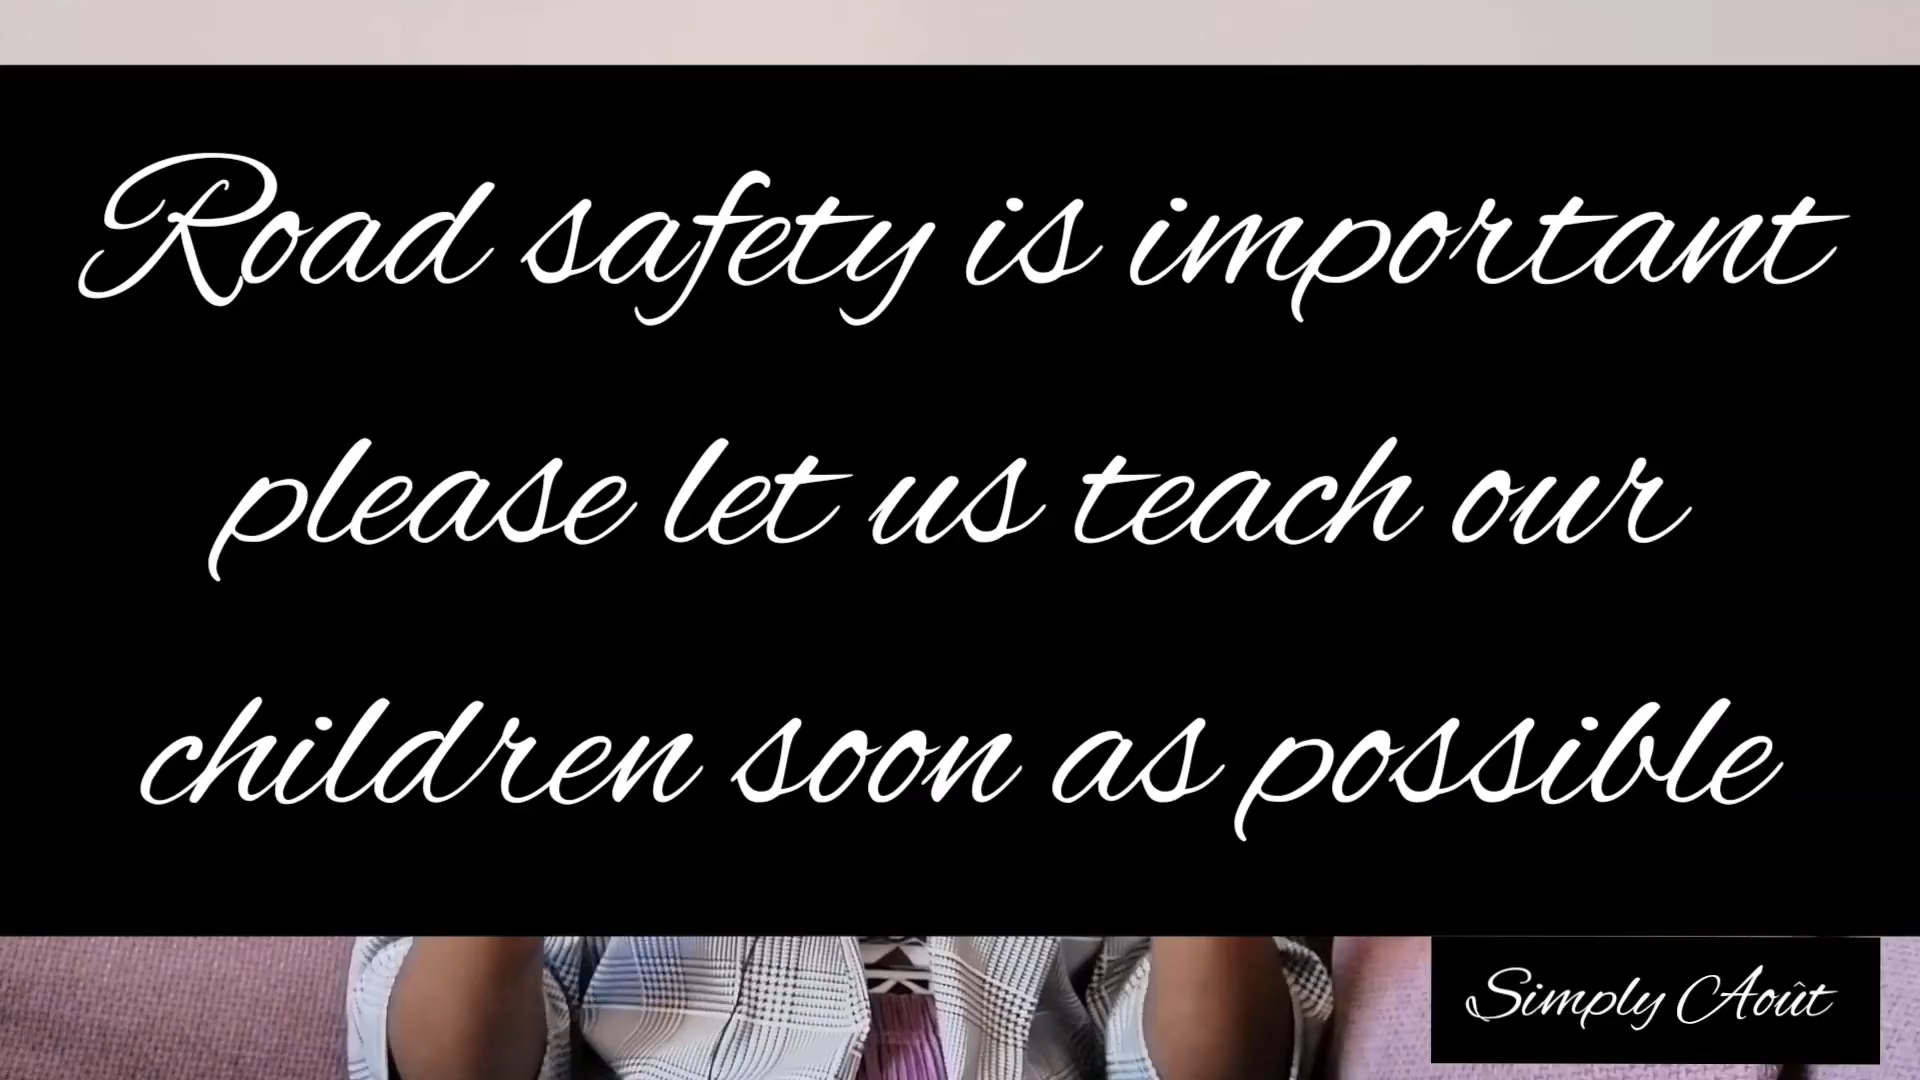 Road safety is important
please let us teach our
children soon as possible
Simply Août